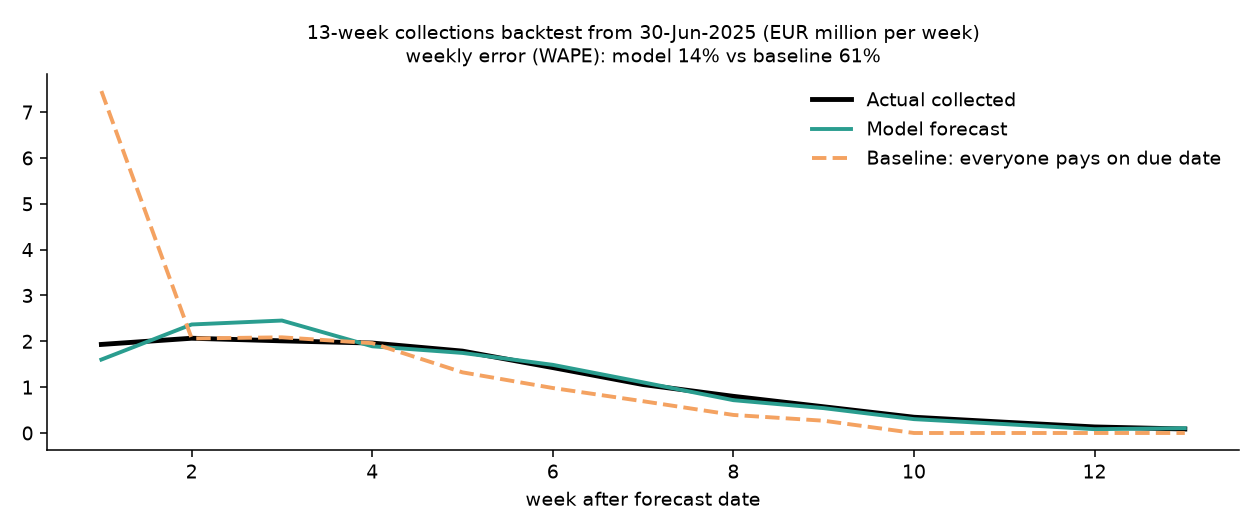 13-week collections backtest from 30-Jun-2025 (EUR million per week)
weekly error (WAPE): model 14% vs baseline 61%
Actual collected
Model forecast
Baseline: everyone pays on due date
7
6
5
4
3
2
1
0
2
4
6
8
10
12
week after forecast date